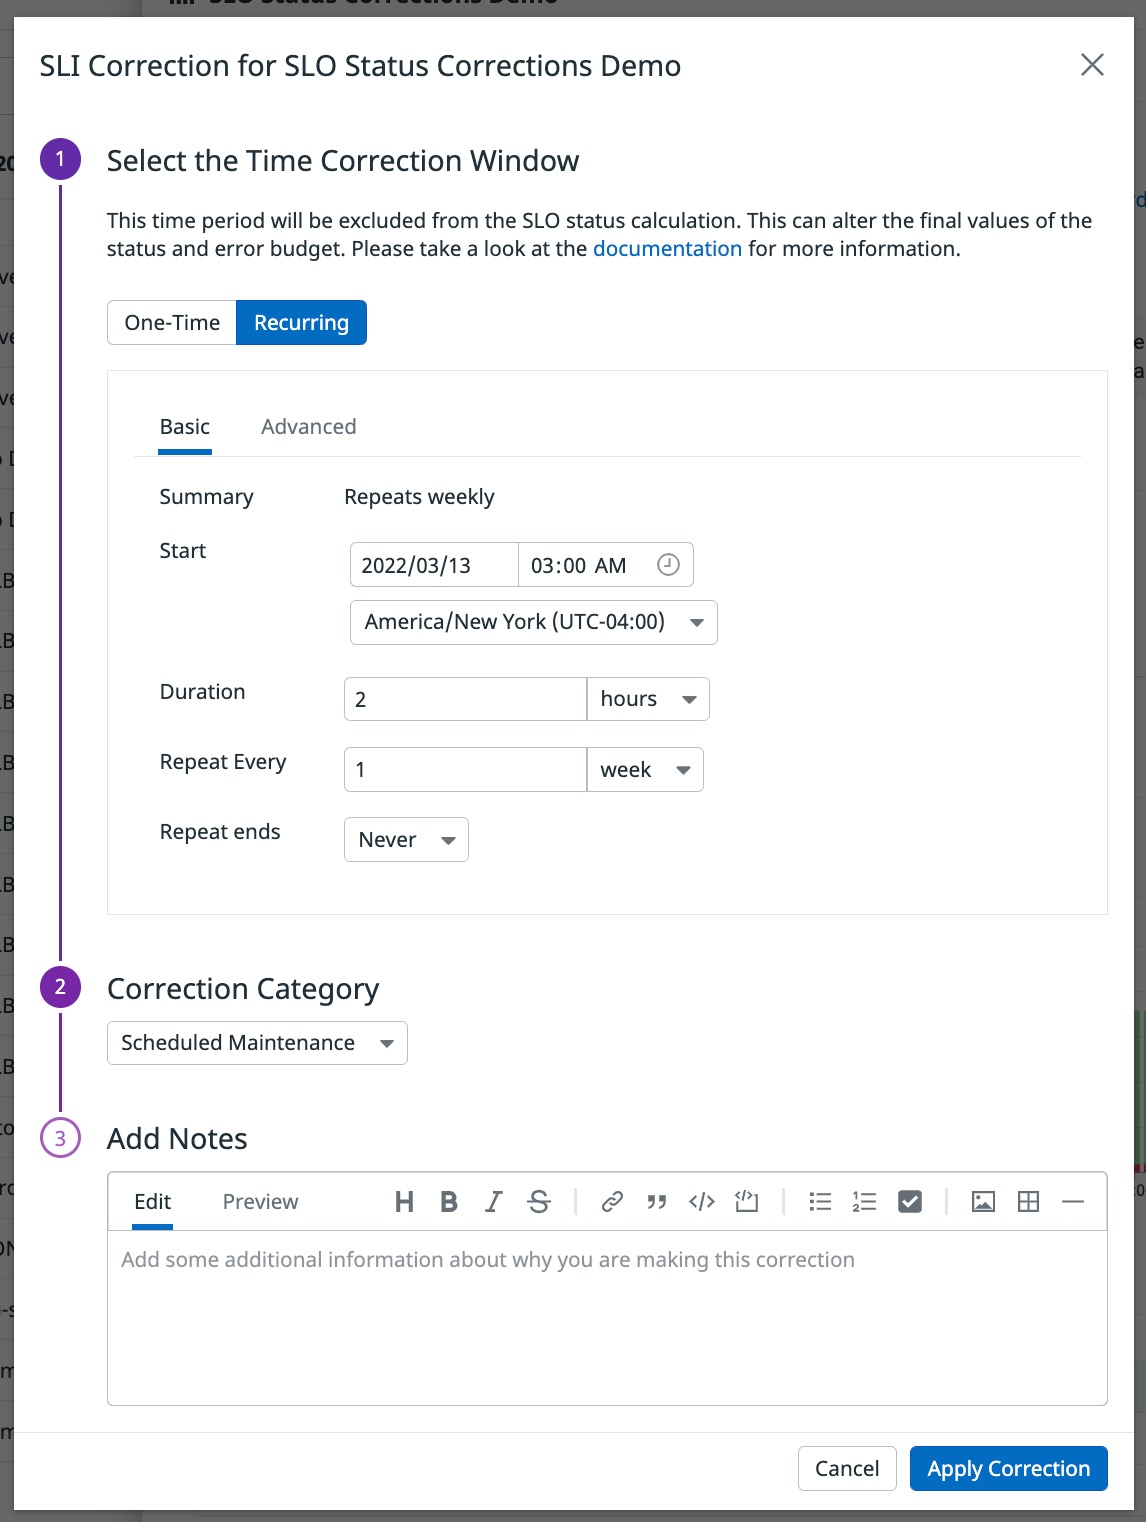 SLI Correction for SLO Status Corrections Demo
1
Select the Time Correction Window
This time period will be excluded from the SLO status calculation. This can alter the final values of the
status and error budget. Please take a look at the documentation for more information.
One-Time Recurring
Basic Advanced
Summary Repeats weekly
Start 2022/03/13 03:00 AM
America/New York (UTC-04:00)
Duration 2 hours
Repeat Every 1 week
Repeat ends Never
2
Correction Category
Scheduled Maintenance
3
Add Notes
Edit Preview
Add some additional information about why you are making this correction
Cancel Apply Correction